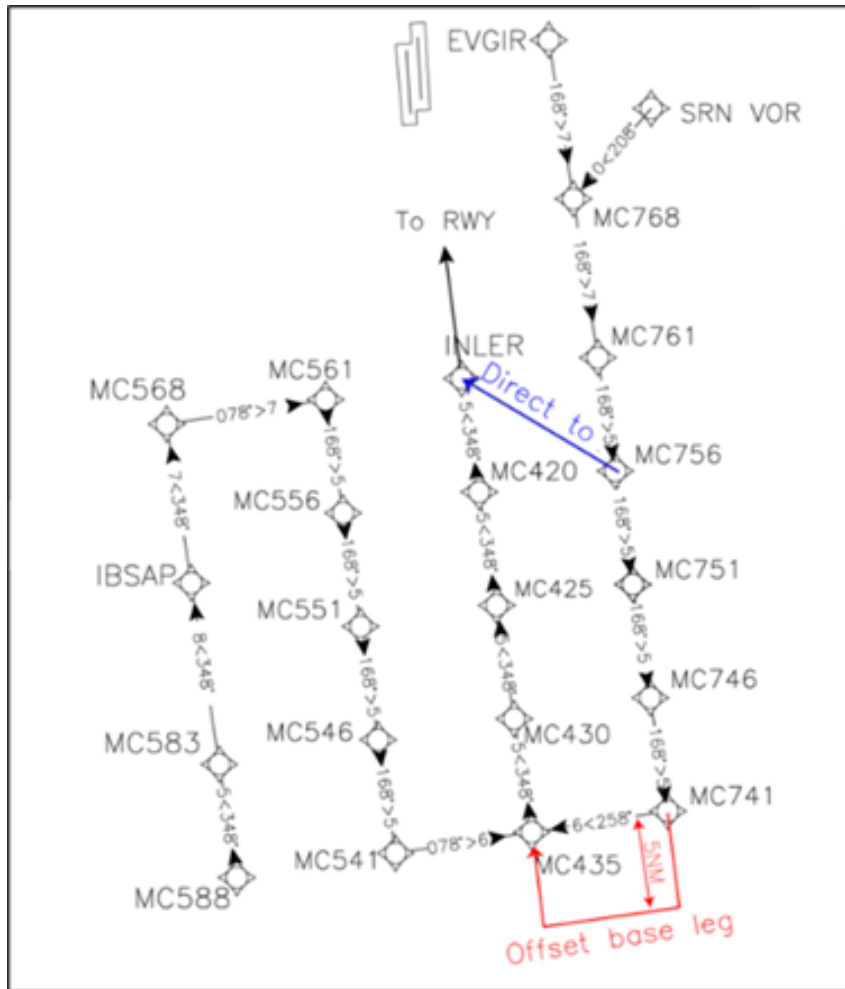 EVGIR
SRN VOR
168°>7
0<208°
MC768
To RWY
168°>7
MC761
INLER
MC561
Direct to
MC568
078°>7
168°>5
5<348°
MC756
MC420
168°>5
7<348°
MC556
5<348°
168°>5
IBSAP
168°>5
MC751
MC425
MC551
8<348°
5<348°
168°>5
168°>5
MC746
MC430
MC583
MC546
168°>5
5<348°
5<348°
168°>5
MC741
6<258°
MC541
078°>6
MC435
5NM
MC588
Offset base leg